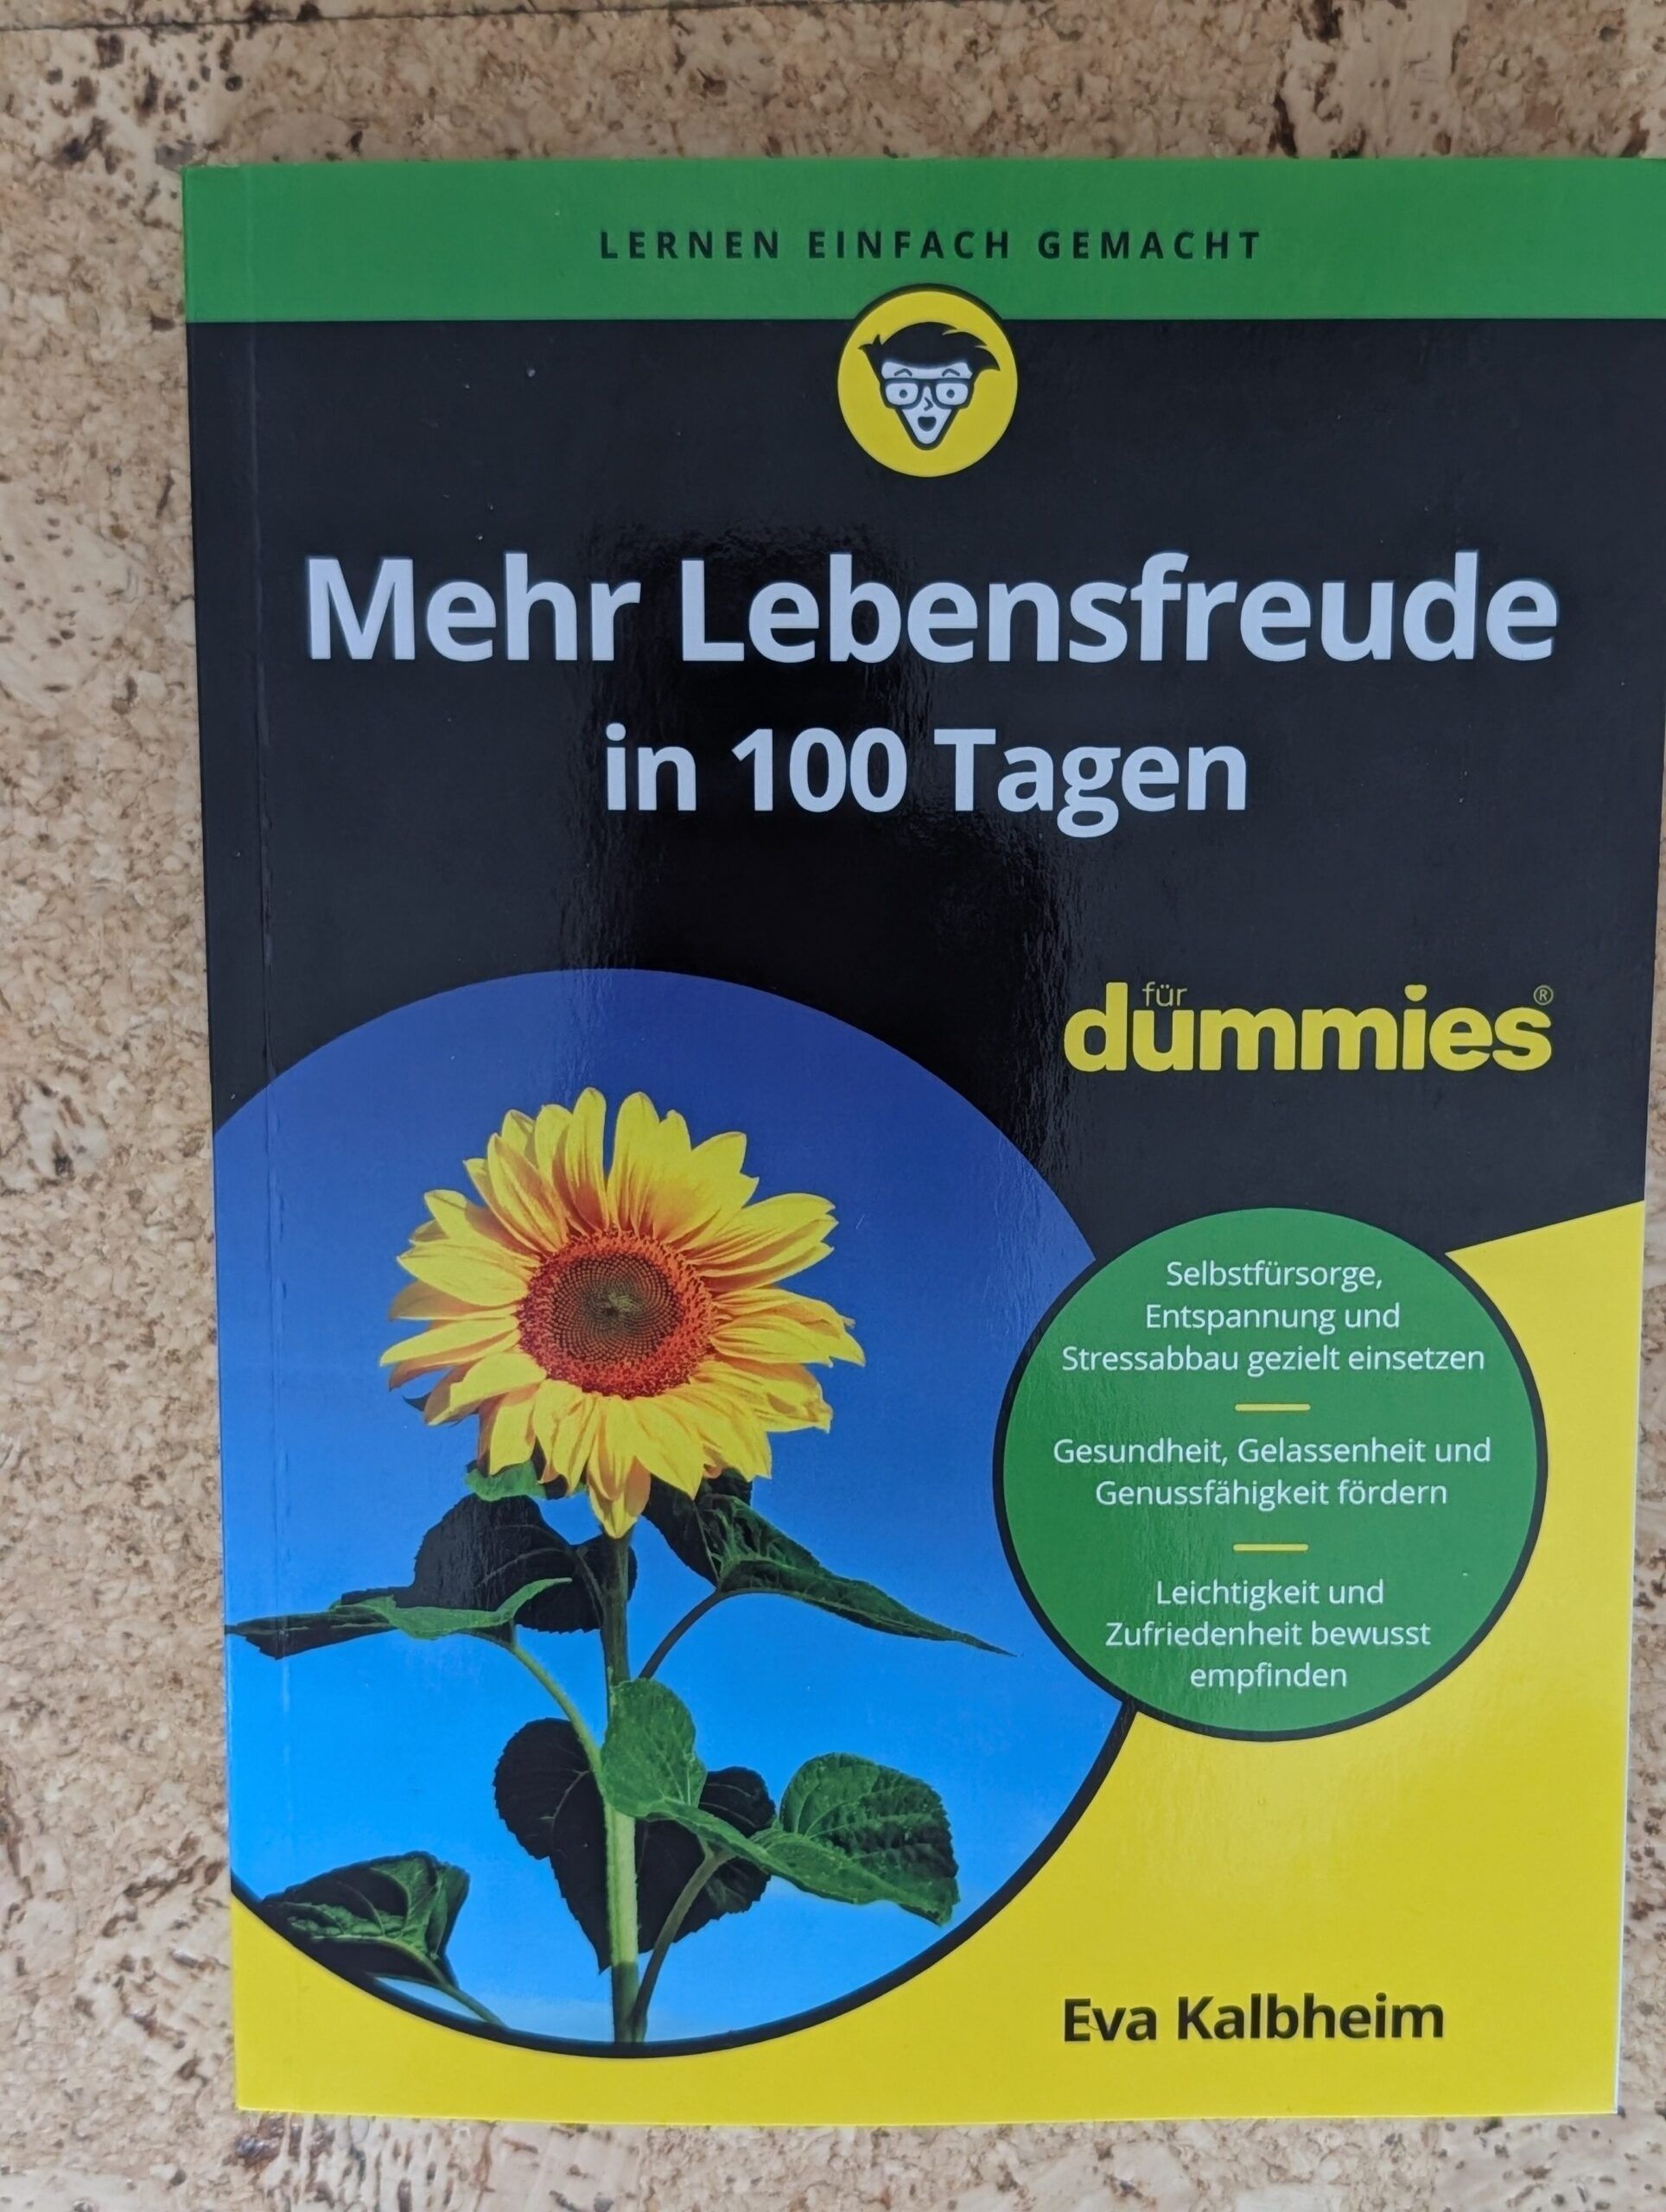 LERNEN EINFACH GEMACHT
Mehr Lebensfreude
in 100 Tagen
für
dummies®
Selbstfürsorge,
Entspannung und
Stressabbau gezielt einsetzen
Gesundheit, Gelassenheit und
Genussfähigkeit fördern
Leichtigkeit und
Zufriedenheit bewusst
empfinden
Eva Kalbheim